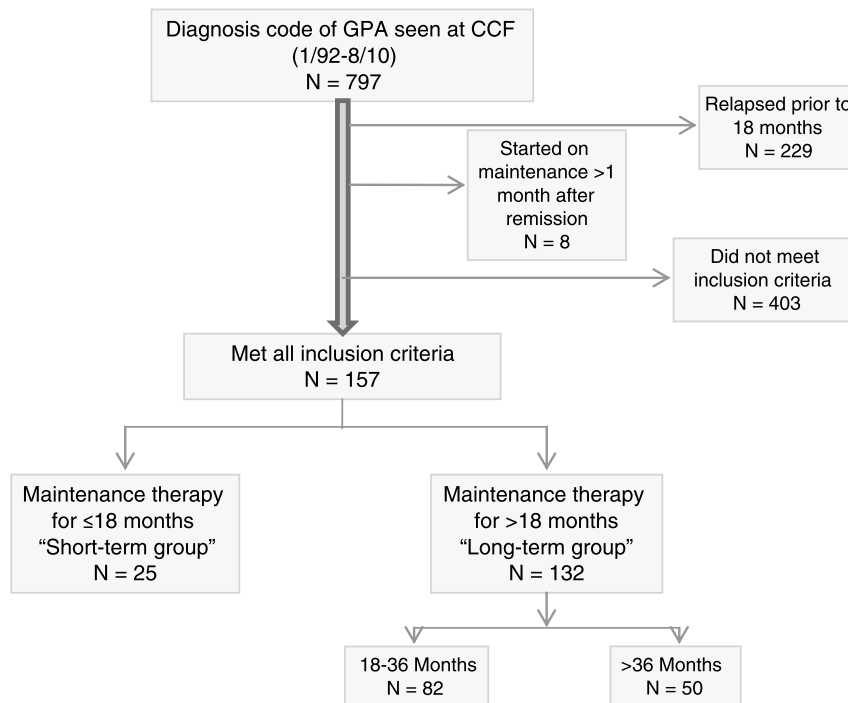 Diagnosis code of GPA seen at CCF
(1/92-8/10)
N = 797
Relapsed prior to
18 months
N = 229
Started on
maintenance >1
month after
remission
N = 8
Did not meet
inclusion criteria
N = 403
Met all inclusion criteria
N = 157
Maintenance therapy
for ≤18 months
“Short-term group”
N = 25
Maintenance therapy
for >18 months
“Long-term group”
N = 132
18-36 Months
N = 82
>36 Months
N = 50